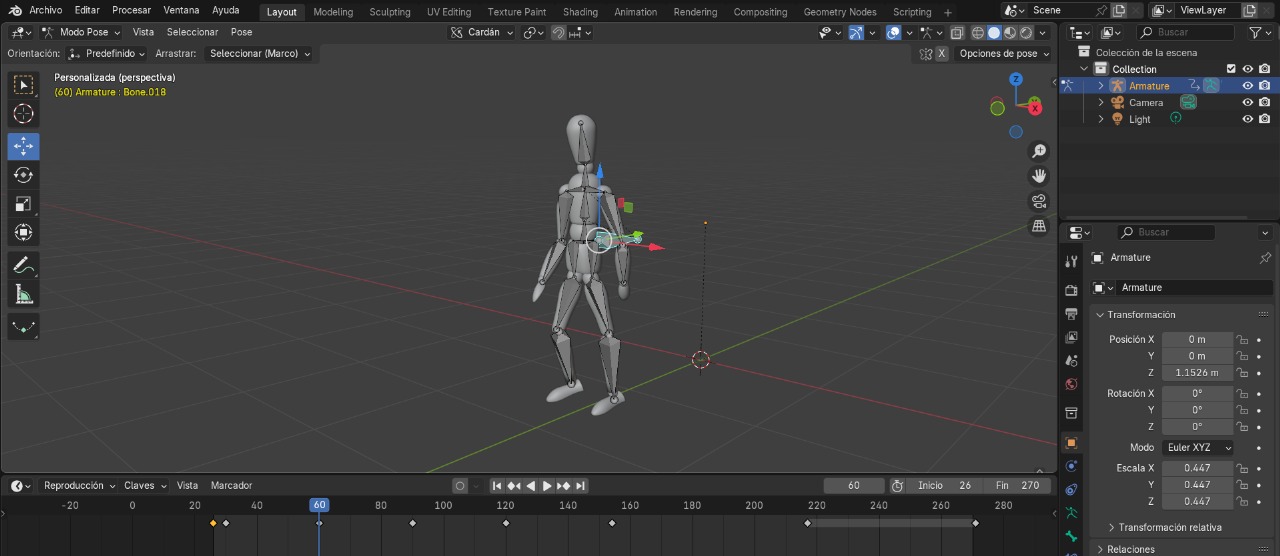 Archivo Editar Procesar Ventana Ayuda Layout Modeling Sculpting UV Editing Texture Paint Shading Animation Rendering Compositing Geometry Nodes Scripting + Scene ViewLayer
Modo Pose Vista Seleccionar Pose Cardán Buscar
Orientación: Predefinido Arrastrar: Seleccionar (Marco) X Opciones de pose
Colección de la escena
Collection
Armature
Camera
Light
Personalizada (perspectiva)
(60) Armature : Bone.018
Z
X
Buscar
Armature
Armature
Transformación
Posición X 0 m
Y 0 m
Z 1.1526 m
Rotación X 0°
Y 0°
Z 0°
Modo Euler XYZ
Escala X 0.447
Y 0.447
Z 0.447
Transformación relativa
Relaciones
Reproducción Claves Vista Marcador 60 Inicio 26 Fin 270
-20 0 40 60 80 100 120 140 160 180 200 220 240 260 280